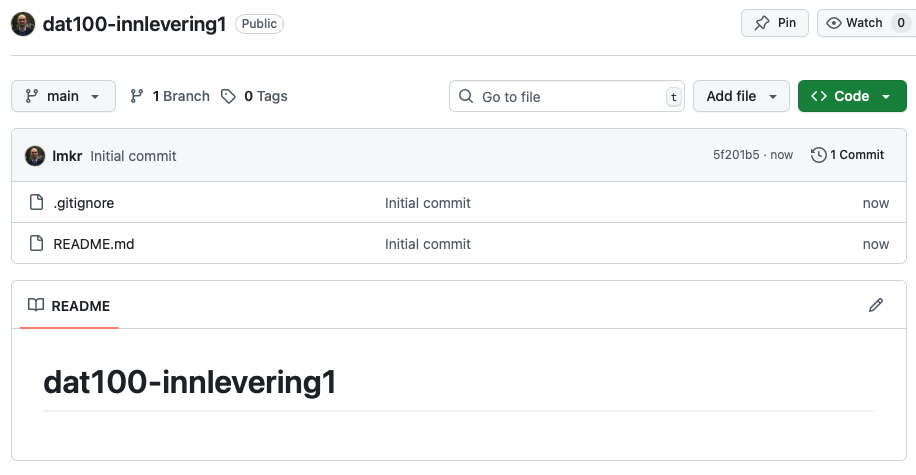 dat100-innlevering1 Public Pin Watch 0
main 1 Branch 0 Tags Go to file t Add file Code
lmkr Initial commit 5f201b5 · now 1 Commit
.gitignore Initial commit now
README.md Initial commit now
README
dat100-innlevering1